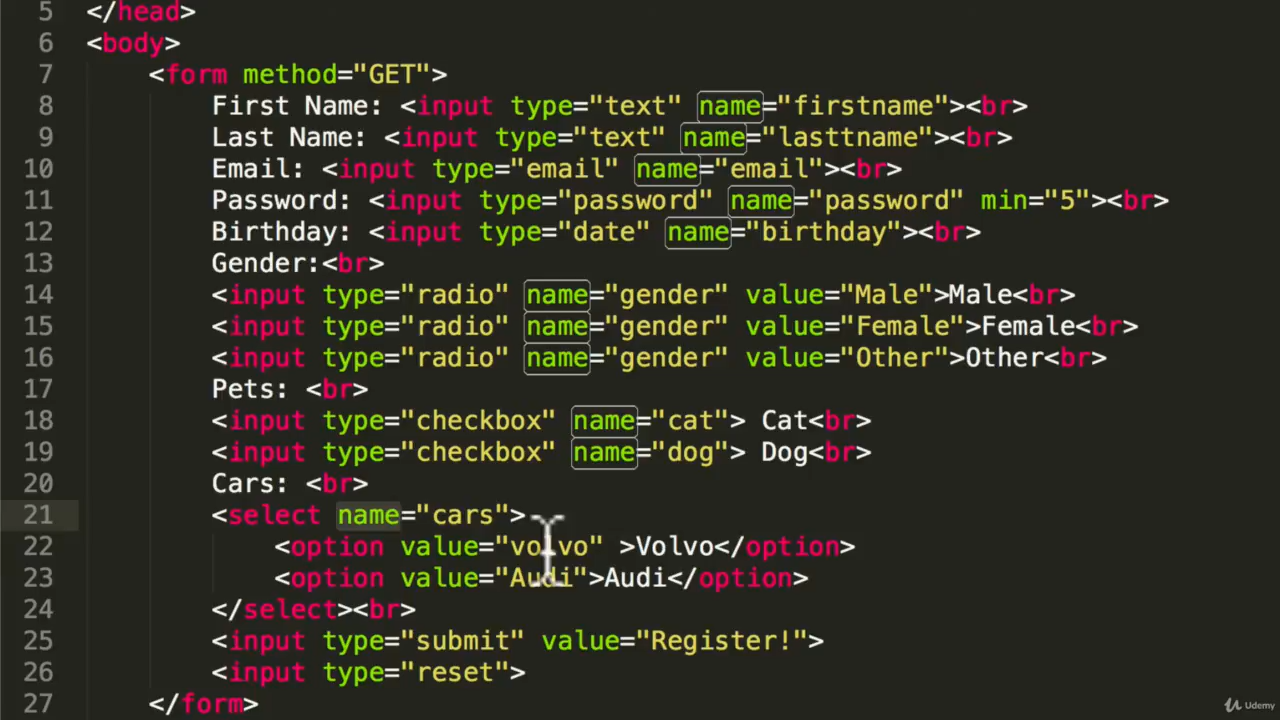 5 </head>
6 <body>
7 <form method="GET">
8 First Name: <input type="text" name="firstname"><br>
9 Last Name: <input type="text" name="lasttname"><br>
10 Email: <input type="email" name="email"><br>
11 Password: <input type="password" name="password" min="5"><br>
12 Birthday: <input type="date" name="birthday"><br>
13 Gender:<br>
14 <input type="radio" name="gender" value="Male">Male<br>
15 <input type="radio" name="gender" value="Female">Female<br>
16 <input type="radio" name="gender" value="Other">Other<br>
17 Pets: <br>
18 <input type="checkbox" name="cat"> Cat<br>
19 <input type="checkbox" name="dog"> Dog<br>
20 Cars: <br>
21 <select name="cars">
22 <option value="volvo" >Volvo</option>
23 <option value="Audi">Audi</option>
24 </select><br>
25 <input type="submit" value="Register!">
26 <input type="reset">
27 </form>
Udemy